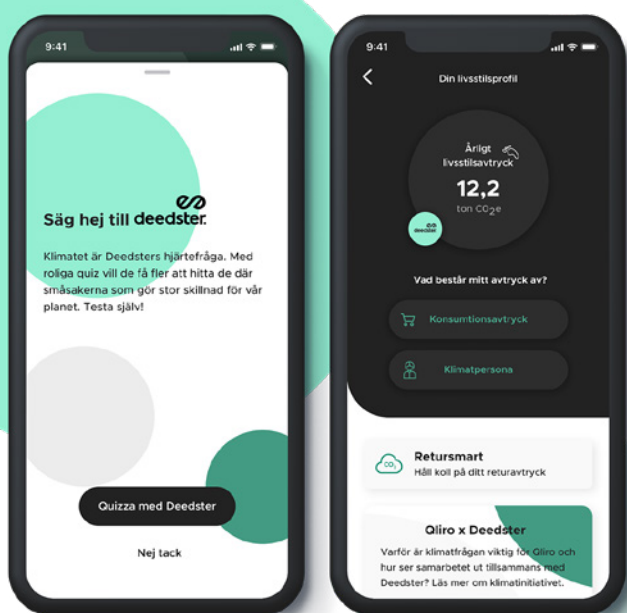 9:41
Säg hej till deedster.
Klimatet är Deedsters hjärtefråga. Med
roliga quiz vill de få fler att hitta de där
småsakerna som gör stor skillnad för vår
planet. Testa själv!
Quizza med Deedster
Nej tack
9:41
Din livsstilsprofil
Årligt
livsstilsavtryck
12,2
ton CO2e
deedster
Vad består mitt avtryck av?
Konsumtionsavtryck
Klimatpersona
CO2
Retursmart
Håll koll på ditt returavtryck
Qliro x Deedster
Varför är klimatfrågan viktig för Qliro och
hur ser samarbetet ut tillsammans med
Deedster? Läs mer om klimatinitiativet.